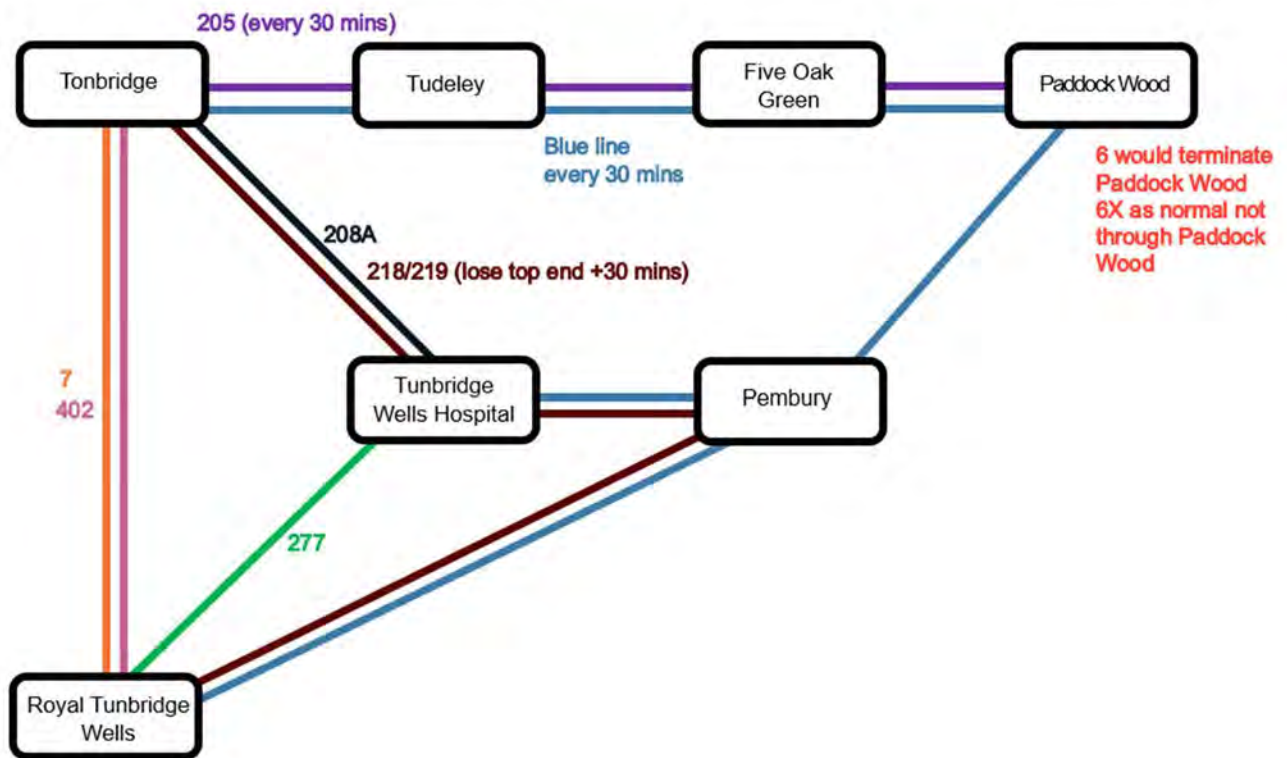 205 (every 30 mins)
Tonbridge
Tudeley
Five Oak
Green
Paddock Wood
Blue line
every 30 mins
6 would terminate
Paddock Wood
6X as normal not
through Paddock
Wood
208A
218/219 (lose top end +30 mins)
7
402
Tunbridge
Wells Hospital
Pembury
277
Royal Tunbridge
Wells